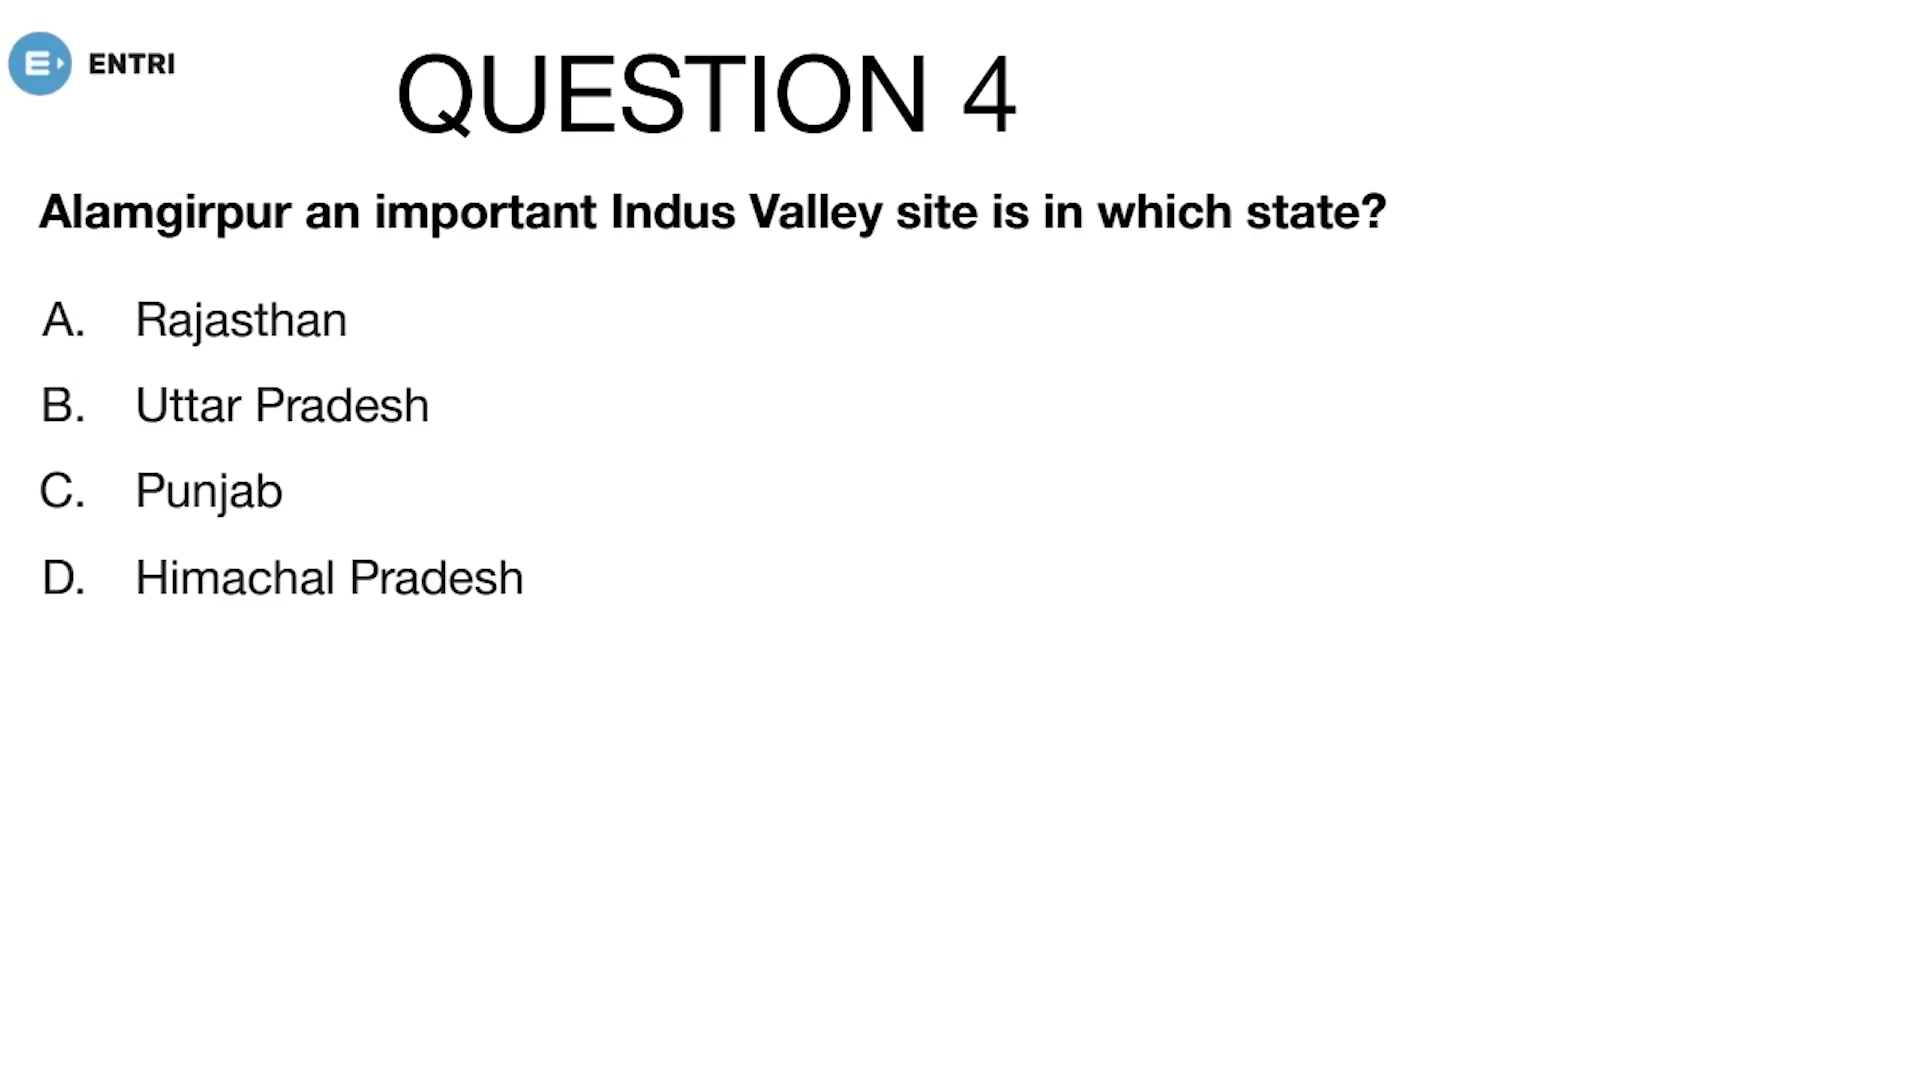 ENTRI
QUESTION 4
Alamgirpur an important Indus Valley site is in which state?
A. Rajasthan
B. Uttar Pradesh
C. Punjab
D. Himachal Pradesh